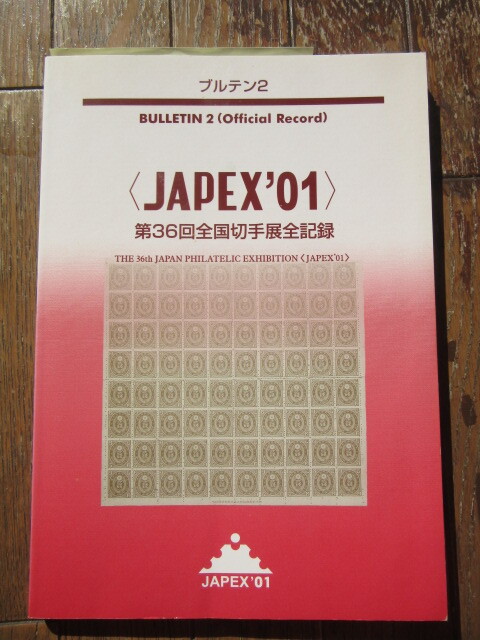 ブルテン2
BULLETIN 2 (Official Record)
〈JAPEX'01〉
第36回全国切手展全記録
THE 36th JAPAN PHILATELIC EXHIBITION〈JAPEX'01〉
JAPEX'01